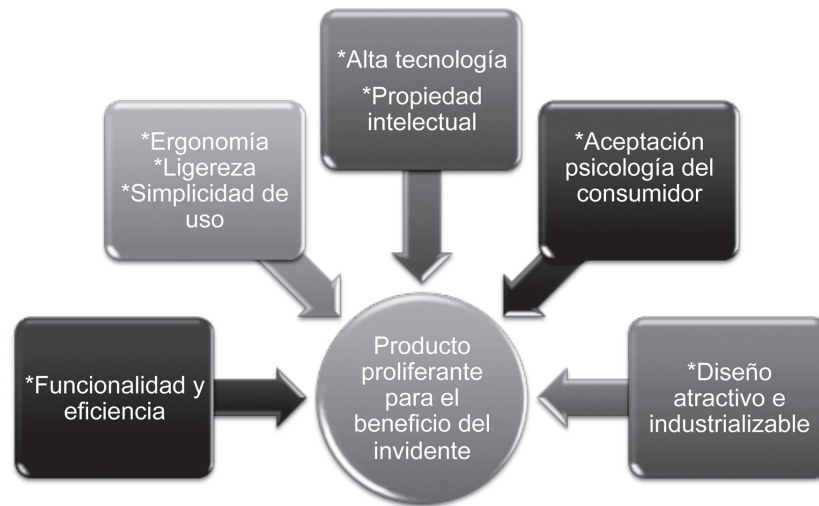 *Alta tecnología
*Propiedad
intelectual
*Ergonomía
*Ligereza
*Simplicidad de
uso
*Aceptación
psicología del
consumidor
*Funcionalidad y
eficiencia
Producto
proliferante
para el
beneficio del
invidente
*Diseño
atractivo e
industrializable